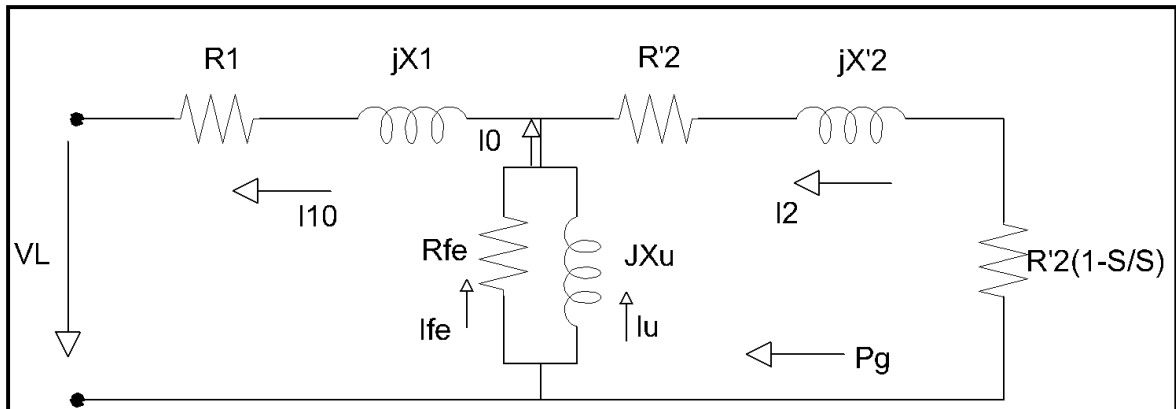 R1
jX1
R'2
jX'2
I0
I10
I2
VL
Rfe
JXu
R'2(1-S/S)
Ife
Iu
Pg